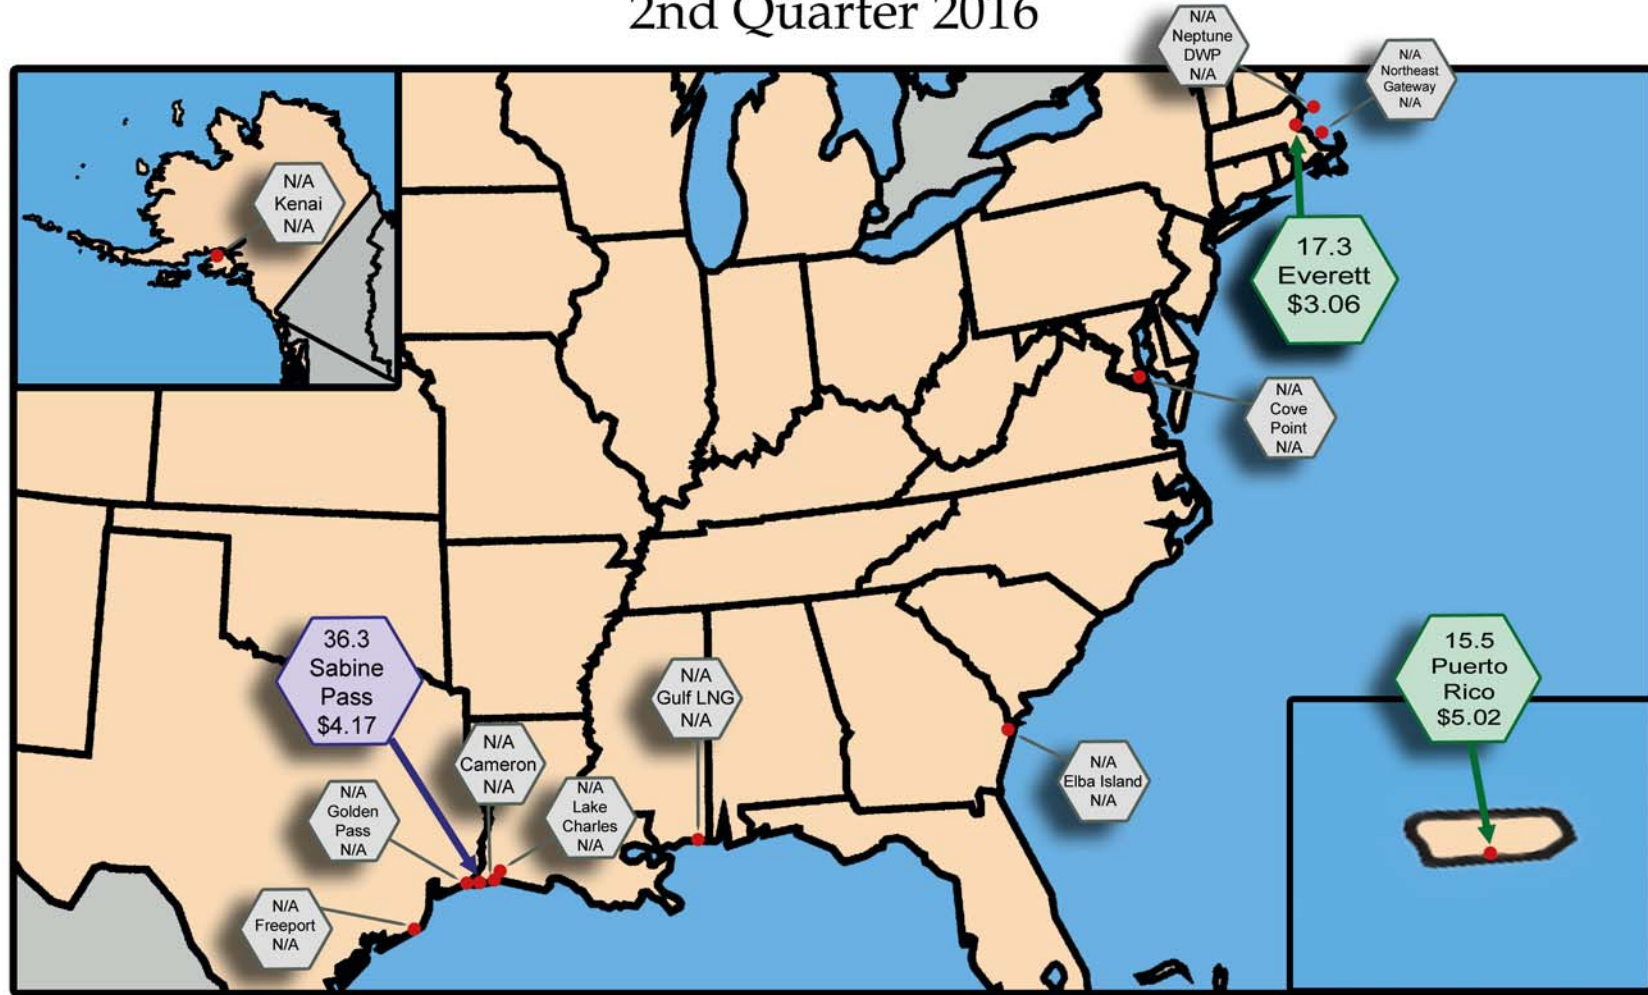 2nd Quarter 2016
N/A
Neptune
DWP
N/A
N/A
Northeast
Gateway
N/A
N/A
Kenai
N/A
17.3
Everett
$3.06
N/A
Cove
Point
N/A
36.3
Sabine
Pass
$4.17
N/A
Gulf LNG
N/A
15.5
Puerto
Rico
$5.02
N/A
Cameron
N/A
N/A
Golden
Pass
N/A
N/A
Lake
Charles
N/A
N/A
Elba Island
N/A
N/A
Freeport
N/A